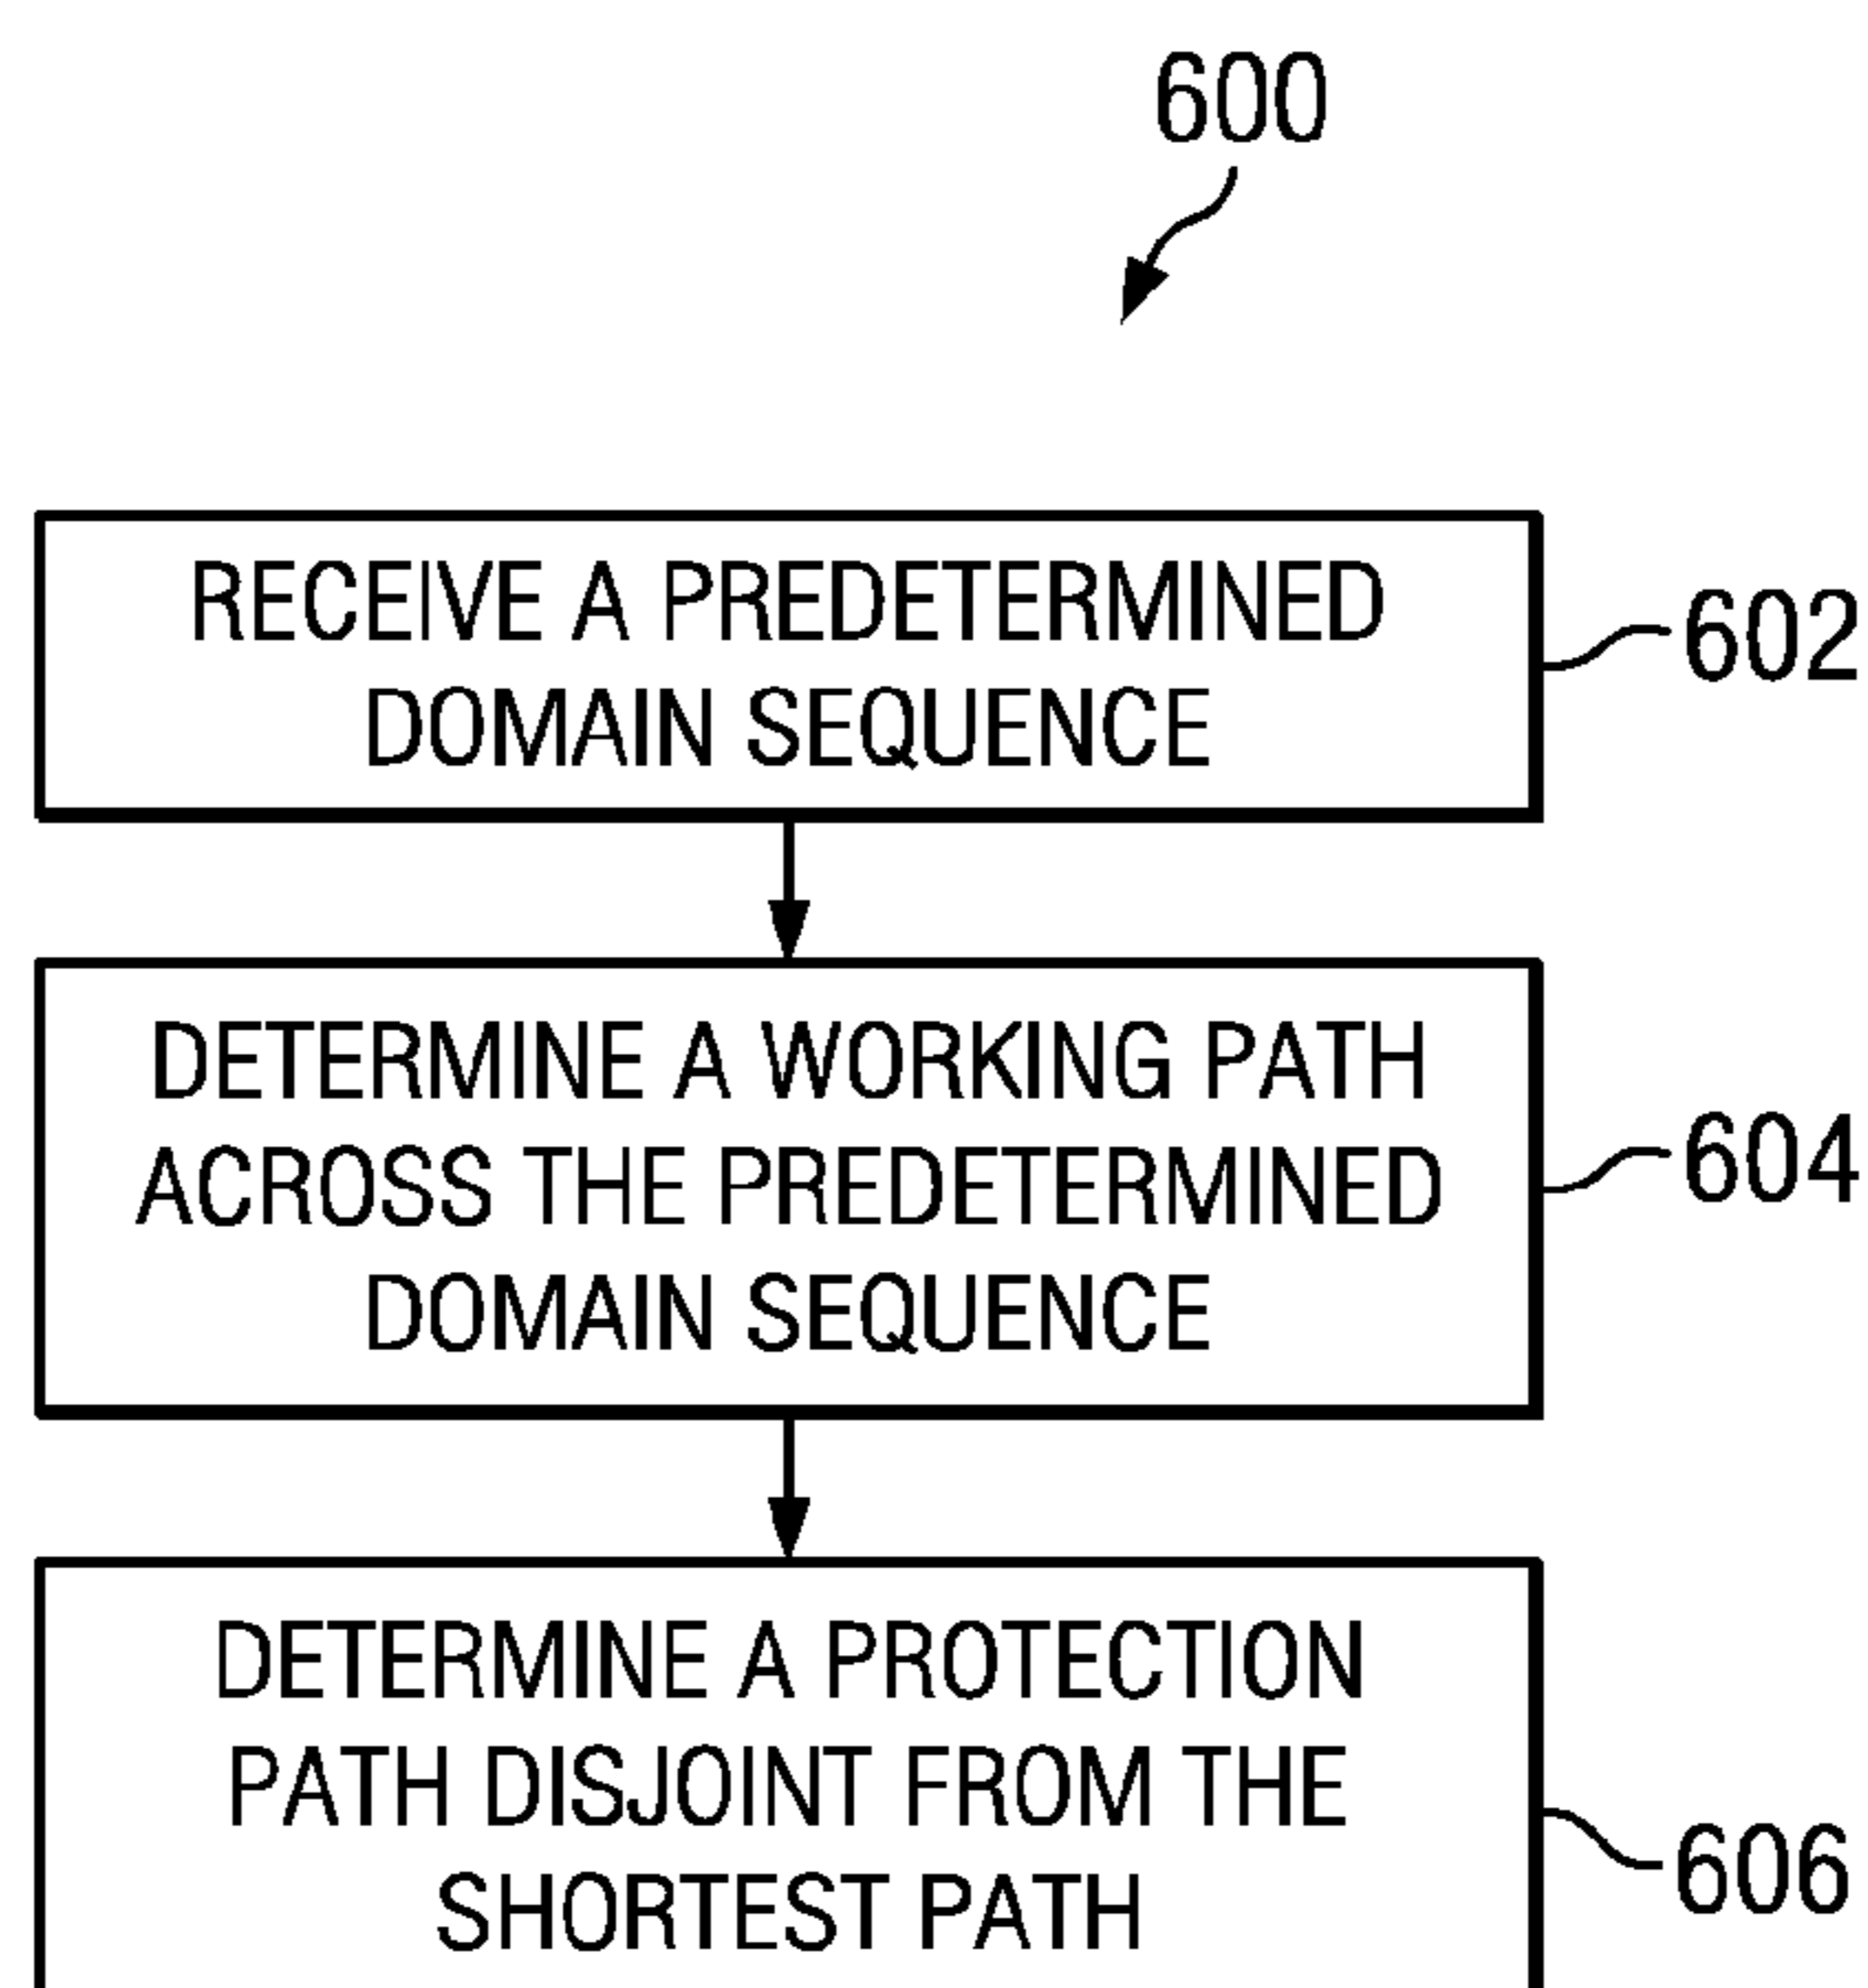 600
RECEIVE A PREDETERMINED
DOMAIN SEQUENCE
602
DETERMINE A WORKING PATH
ACROSS THE PREDETERMINED
DOMAIN SEQUENCE
604
DETERMINE A PROTECTION
PATH DISJOINT FROM THE
SHORTEST PATH
606